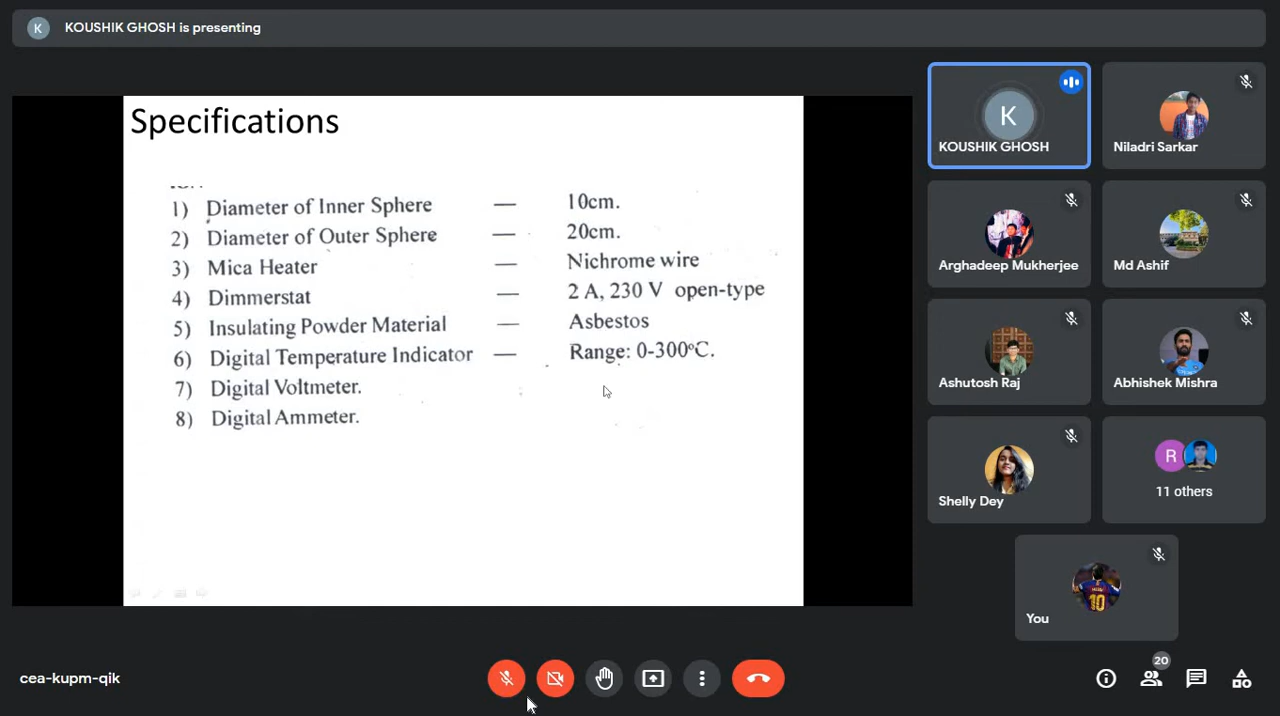 K KOUSHIK GHOSH is presenting
Specifications
1) Diameter of Inner Sphere — 10cm.
2) Diameter of Outer Sphere — 20cm.
3) Mica Heater — Nichrome wire
4) Dimmerstat — 2 A, 230 V open-type
5) Insulating Powder Material — Asbestos
6) Digital Temperature Indicator — Range: 0-300°C.
7) Digital Voltmeter.
8) Digital Ammeter.
K
KOUSHIK GHOSH
Niladri Sarkar
Arghadeep Mukherjee
Md Ashif
Ashutosh Raj
Abhishek Mishra
Shelly Dey
R
11 others
10
You
cea-kupm-qik
20